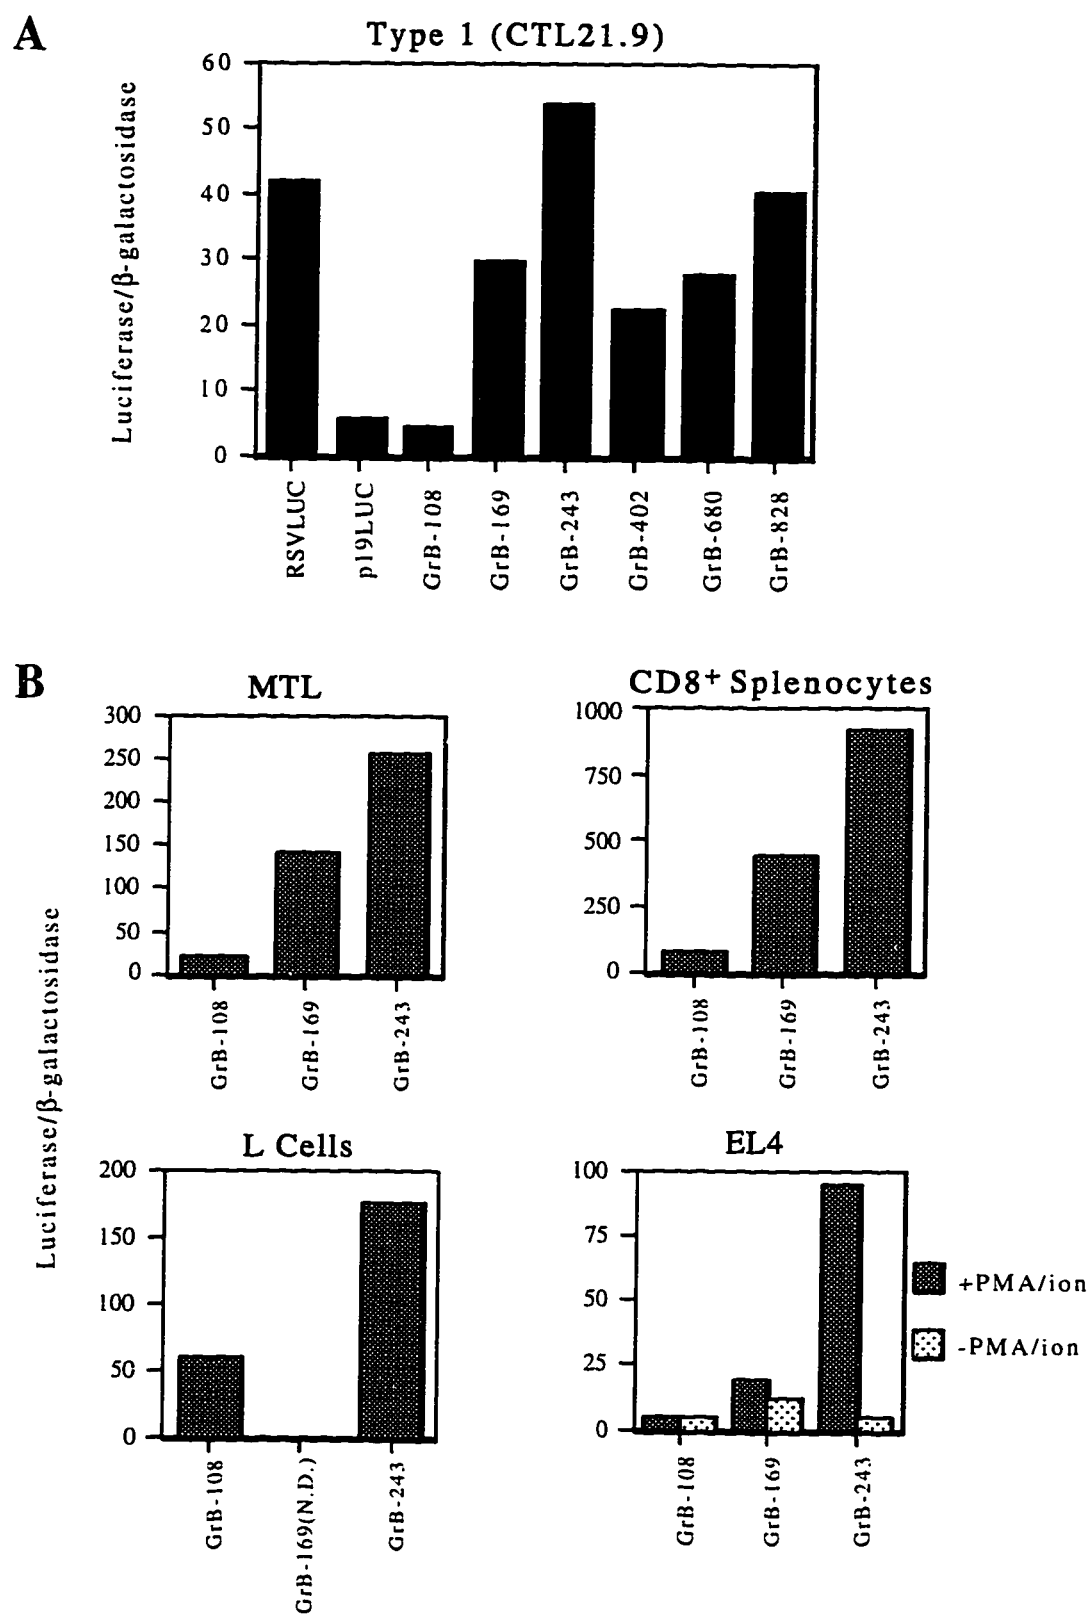 A
Type 1 (CTL21.9)
Luciferase/β-galactosidase
60
50
40
30
20
10
0
RSVLUC
p19LUC
GrB-108
GrB-169
GrB-243
GrB-402
GrB-680
GrB-828
B
Luciferase/β-galactosidase
MTL
300
250
200
150
100
50
0
GrB-108
GrB-169
GrB-243
CD8+ Splenocytes
1000
750
500
250
0
GrB-108
GrB-169
GrB-243
L Cells
200
150
100
50
0
GrB-108
GrB-169(N.D.)
GrB-243
EL4
100
75
50
25
0
GrB-108
GrB-169
GrB-243
+PMA/ion
-PMA/ion